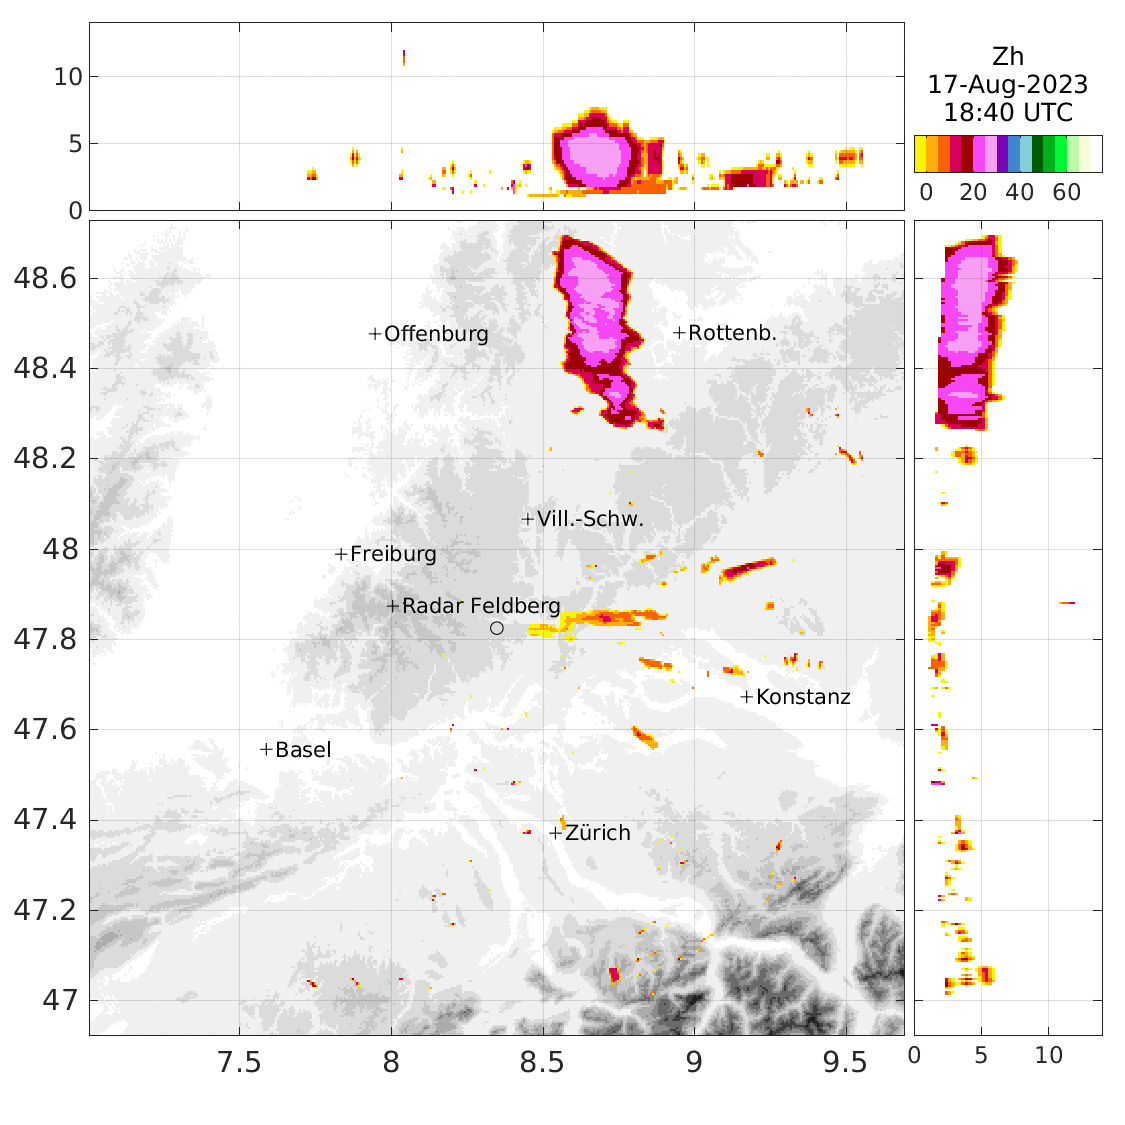 Zh
17-Aug-2023
18:40 UTC
10
5
0
0 20 40 60
48.6
48.4
48.2
48
47.8
47.6
47.4
47.2
47
+Offenburg
+Rottenb.
+Vill.-Schw.
+Freiburg
+Radar Feldberg
+Konstanz
+Basel
+Zürich
7.5 8 8.5 9 9.5
0 5 10